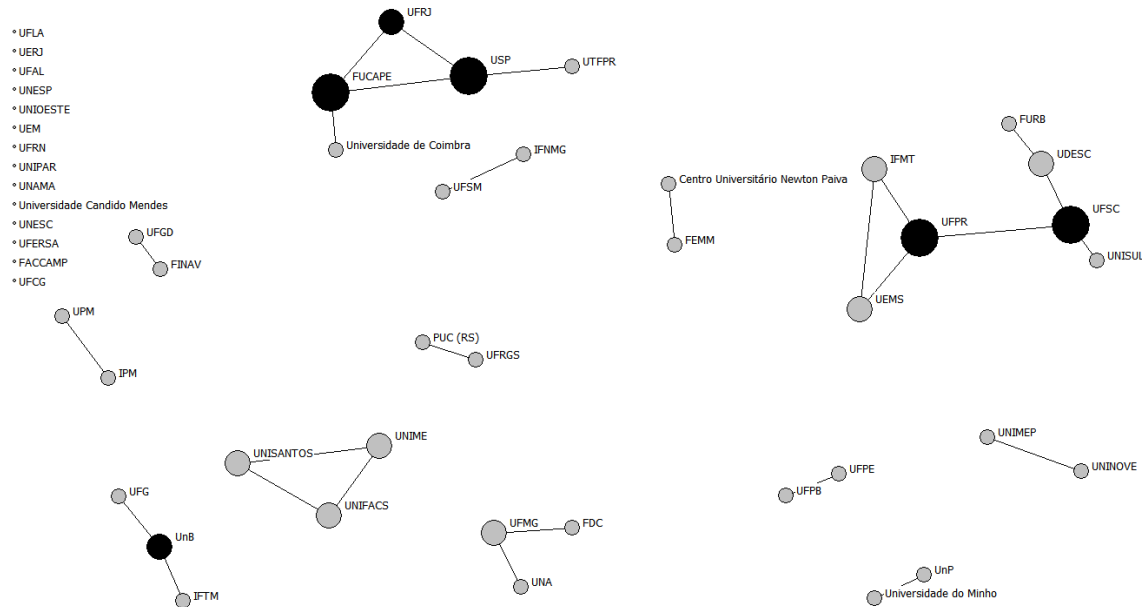 UFLA
UERJ
UFAL
UNESP
UNIOESTE
UEM
UFRN
UNIPAR
UNAMA
Universidade Candido Mendes
UNESC
UFERSA
FACCAMP
UFCG
UFRJ
USP
UTFPR
FUCAPE
Universidade de Coimbra
IFNMG
UFSM
FURB
IFMT
UDESC
Centro Universitário Newton Paiva
UFPR
UFSC
FEMM
UNISUL
UFGD
FINAV
UEMS
UPM
IPM
PUC (RS)
UFRGS
UNIME
UNISANTOS
UNIFACS
UNIMEP
UNINOVE
UFPE
UFPB
UFG
UnB
IFTM
UFMG
FDC
UNA
UnP
Universidade do Minho